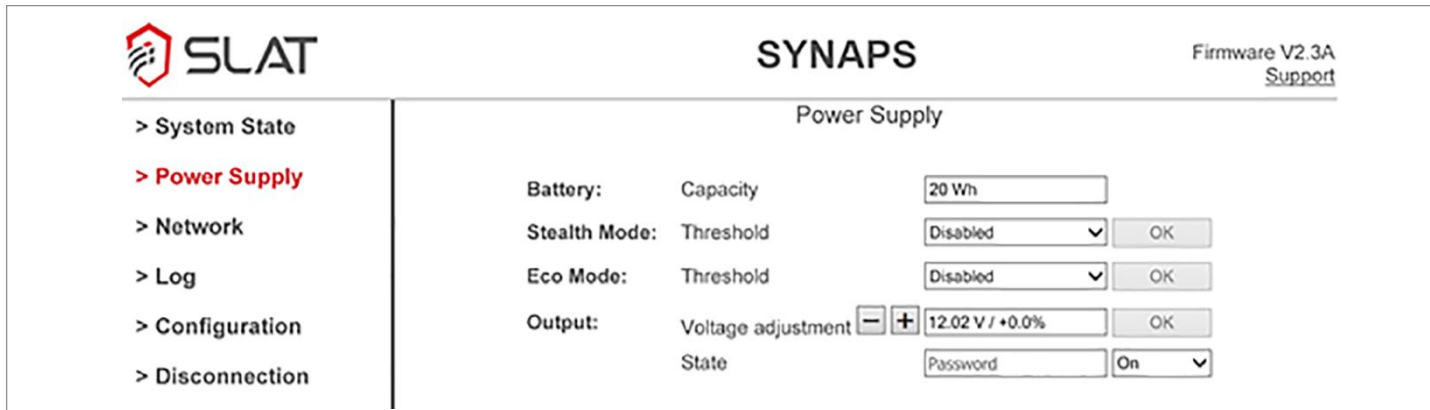 SLAT
SYNAPS
Firmware V2.3A
Support
> System State
> Power Supply
> Network
> Log
> Configuration
> Disconnection
Power Supply
Battery: Capacity 20 Wh
Stealth Mode: Threshold Disabled OK
Eco Mode: Threshold Disabled OK
Output: Voltage adjustment − + 12.02 V / +0.0% OK
State Password On